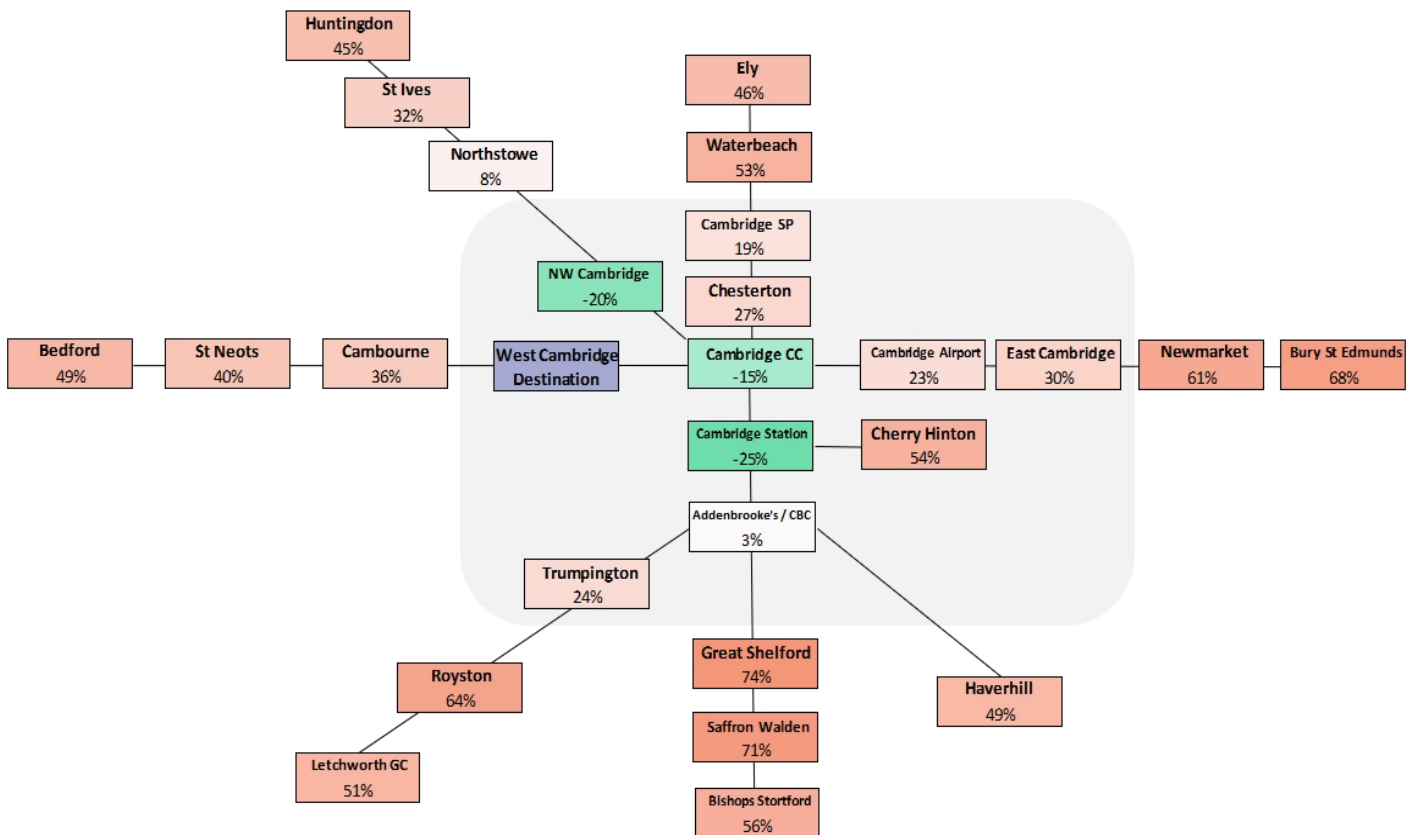 Huntingdon
45%
St Ives
32%
Northstowe
8%
Ely
46%
Waterbeach
53%
Cambridge SP
19%
NW Cambridge
-20%
Chesterton
27%
Bedford
49%
St Neots
40%
Cambourne
36%
West Cambridge
Destination
Cambridge CC
-15%
Cambridge Airport
23%
East Cambridge
30%
Newmarket
61%
Bury St Edmunds
68%
Cambridge Station
-25%
Cherry Hinton
54%
Addenbrooke's / CBC
3%
Trumpington
24%
Great Shelford
74%
Royston
64%
Haverhill
49%
Saffron Walden
71%
Letchworth GC
51%
Bishops Stortford
56%